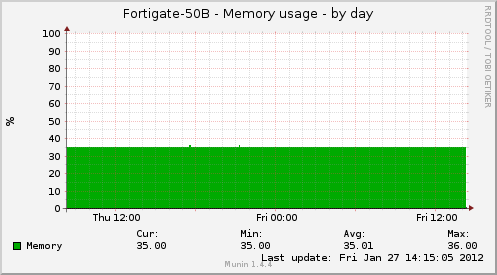 Fortigate-50B - Memory usage - by day
RRDTOOL / TOBI OETIKER
100
90
80
70
60
50
40
30
20
10
0
%
Thu 12:00 Fri 00:00 Fri 12:00
Cur: Min: Avg: Max:
Memory 35.00 35.00 35.01 36.00
Last update: Fri Jan 27 14:15:05 2012
Munin 1.4.4